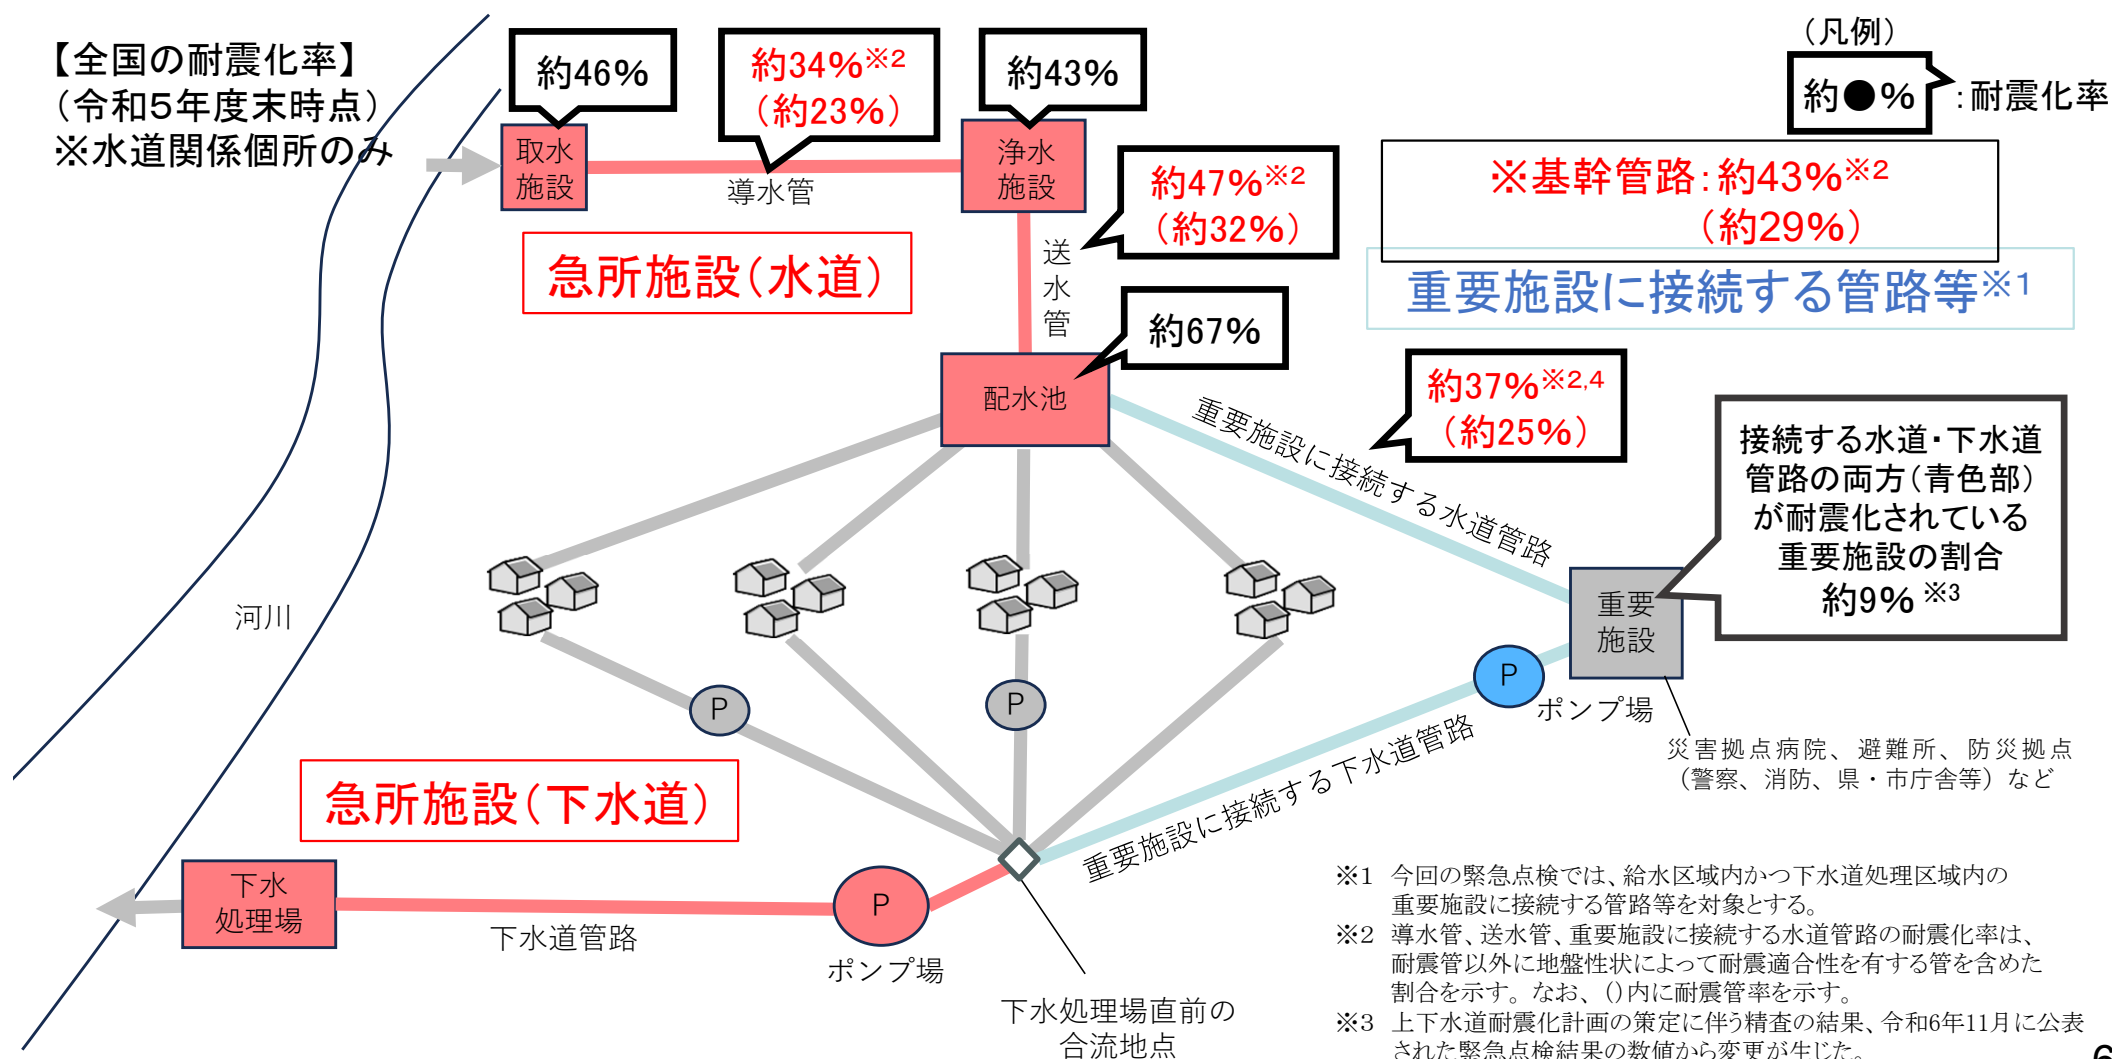 【全国の耐震化率】
（令和5年度末時点）
※水道関係個所のみ
約46%
約34%※2
（約23%）
約43%
（凡例）
約●%
：耐震化率
取水
施設
導水管
浄水
施設
約47%※2
（約32%）
※基幹管路：約43%※2
（約29%）
急所施設（水道）
送
水
管
重要施設に接続する管路等※1
約67%
配水池
約37%※2,4
（約25%）
重要施設に接続する水道管路
接続する水道・下水道
管路の両方（青色部）
が耐震化されている
重要施設の割合
約9% ※3
河川
重要
施設
P
P
P
ポンプ場
災害拠点病院、避難所、防災拠点
（警察、消防、県・市庁舎等）など
急所施設（下水道）
重要施設に接続する下水道管路
下水
処理場
下水道管路
P
ポンプ場
下水処理場直前の
合流地点
※1 今回の緊急点検では、給水区域内かつ下水道処理区域内の
重要施設に接続する管路等を対象とする。
※2 導水管、送水管、重要施設に接続する水道管路の耐震化率は、
耐震管以外に地盤性状によって耐震適合性を有する管を含めた
割合を示す。なお、()内に耐震管率を示す。
※3 上下水道耐震化計画の策定に伴う精査の結果、令和6年11月に公表
された緊急点検結果の数値から変更が生じた。